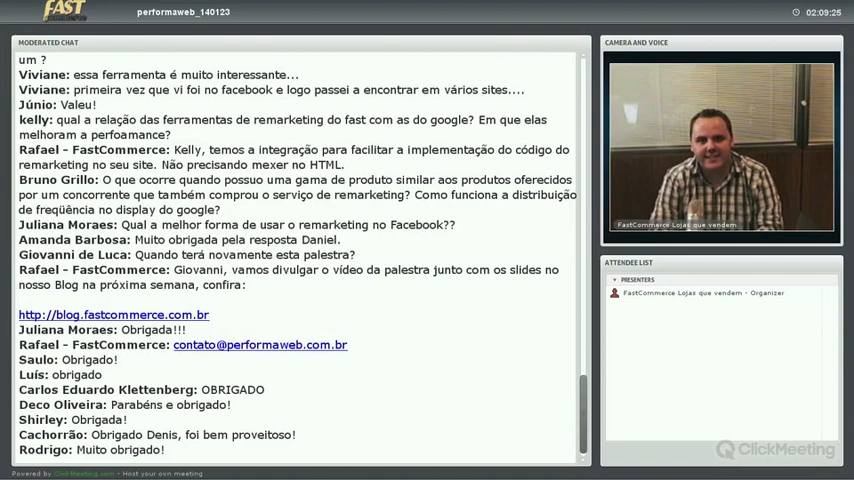 FAST
performaweb_140123
02:09:25
MODERATED CHAT
um ?
Viviane: essa ferramenta é muito interessante...
Viviane: primeira vez que vi foi no facebook e logo passei a encontrar em vários sites....
Júnio: Valeu!
kelly: qual a relação das ferramentas de remarketing do fast com as do google? Em que elas
melhoram a perfoamance?
Rafael - FastCommerce: Kelly, temos a integração para facilitar a implementação do código do
remarketing no seu site. Não precisando mexer no HTML.
Bruno Grillo: O que ocorre quando possuo uma gama de produto similar aos produtos oferecidos
por um concorrente que também comprou o serviço de remarketing? Como funciona a distribuição
de freqüência no display do google?
Juliana Moraes: Qual a melhor forma de usar o remarketing no Facebook??
Amanda Barbosa: Muito obrigada pela resposta Daniel.
Giovanni de Luca: Quando terá novamente esta palestra?
Rafael - FastCommerce: Giovanni, vamos divulgar o vídeo da palestra junto com os slides no
nosso Blog na próxima semana, confira:
http://blog.fastcommerce.com.br
Juliana Moraes: Obrigada!!!
Rafael - FastCommerce: contato@performaweb.com.br
Saulo: Obrigado!
Luís: obrigado
Carlos Eduardo Klettenberg: OBRIGADO
Deco Oliveira: Parabéns e obrigado!
Shirley: Obrigada!
Cachorrão: Obrigado Denis, foi bem proveitoso!
Rodrigo: Muito obrigado!
CAMERA AND VOICE
FastCommerce Lojas que vendem
ATTENDEE LIST
PRESENTERS
FastCommerce Lojas que vendem - Organizer
ClickMeeting
Powered by ClickMeeting.com - Host your own meeting